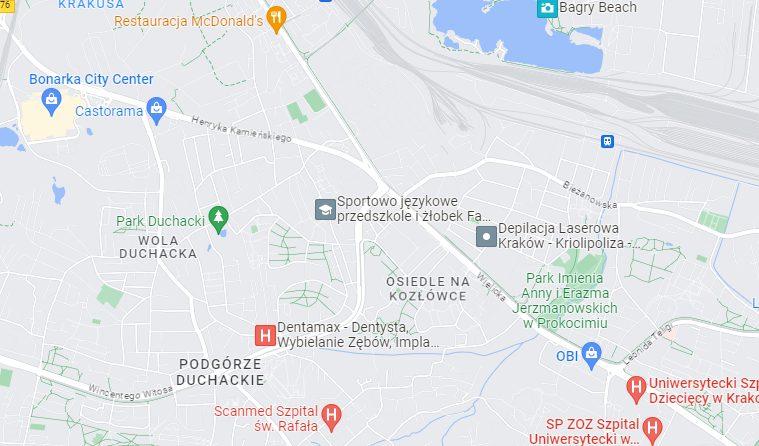 KRAKUSA
76
Restauracja McDonald's
Bagry Beach
Bonarka City Center
Castorama
Henryka Kamieńskiego
Bieżanowska
Sportowo językowe
przedszkole i żłobek Fa...
Park Duchacki
WOLA
DUCHACKA
Depilacja Laserowa
Kraków - Kriolipoliza -...
OSIEDLE NA
KOZŁÓWCE
Wielicka
Park Imienia
Anny i Erazma
Jerzmanowskich
w Prokocimiu
Dentamax - Dentysta,
Wybielanie Zębów, Impla...
PODGÓRZE
DUCHACKIE
OBI
Leonida Teligi
Wincentego Witosa
Uniwersytecki Szp
Dziecięcy w Krako
Scanmed Szpital
św. Rafała
SP ZOZ Szpital
Uniwersytecki w...